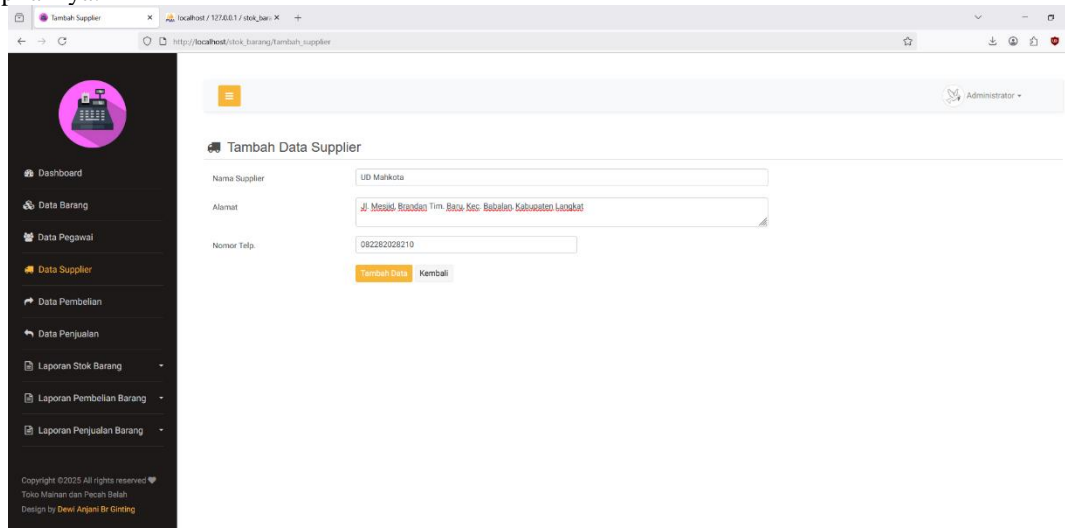 Tambah Supplier
localhost / 127.0.0.1 / stok_bara
http://localhost/stok_barang/tambah_supplier
Administrator
Tambah Data Supplier
Dashboard
Data Barang
Data Pegawai
Data Supplier
Data Pembelian
Data Penjualan
Laporan Stok Barang
Laporan Pembelian Barang
Laporan Penjualan Barang
Nama Supplier
UD Mahkota
Alamat
Jl. Mesjid, Brandan Tim. Baru, Kec. Babalan, Kabupaten Langkat
Nomor Telp.
082282028210
Tambah Data Kembali
Copyright ©2025 All rights reserved
Toko Mainan dan Pecah Belah
Design by Dewi Anjani Br Ginting